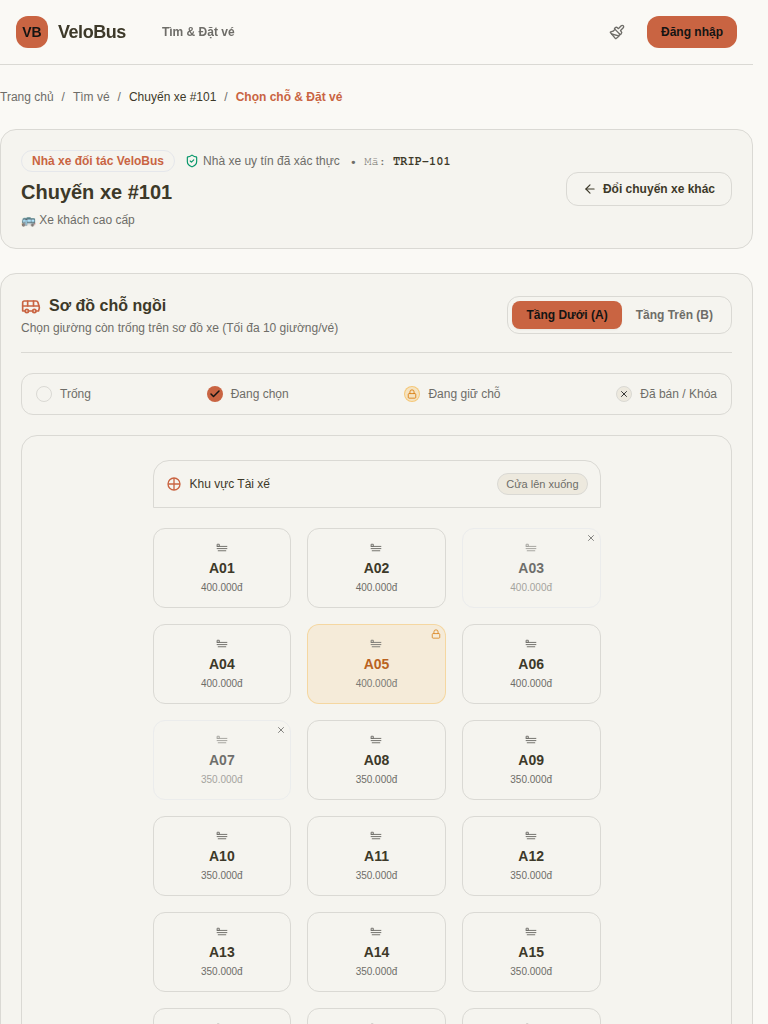 VB VeloBus Tìm & Đặt vé Đăng nhập
Trang chủ / Tìm vé / Chuyến xe #101 / Chọn chỗ & Đặt vé
Nhà xe đối tác VeloBus Nhà xe uy tín đã xác thực • Mã: TRIP-101
Chuyến xe #101
Đổi chuyến xe khác
Xe khách cao cấp
Sơ đồ chỗ ngồi
Chọn giường còn trống trên sơ đồ xe (Tối đa 10 giường/vé)
Tầng Dưới (A) Tầng Trên (B)
Trống Đang chọn Đang giữ chỗ Đã bán / Khóa
Khu vực Tài xế Cửa lên xuống
A01 A02 A03
400.000đ 400.000đ 400.000đ
A04 A05 A06
400.000đ 400.000đ 400.000đ
A07 A08 A09
350.000đ 350.000đ 350.000đ
A10 A11 A12
350.000đ 350.000đ 350.000đ
A13 A14 A15
350.000đ 350.000đ 350.000đ